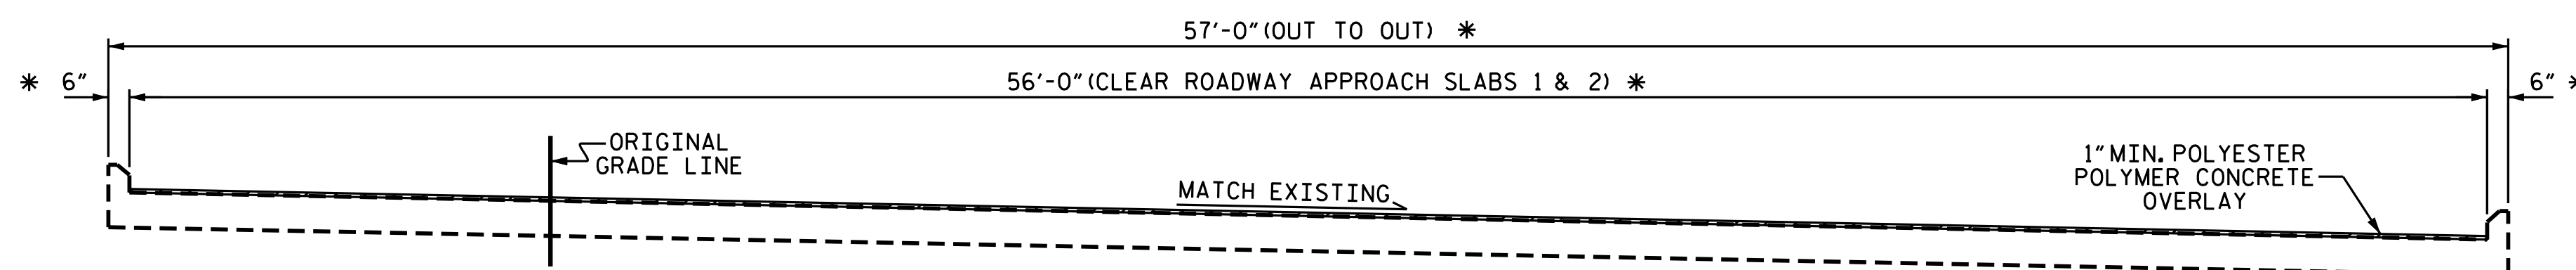 57'-0"(OUT TO OUT) *
* 6"
56'-0"(CLEAR ROADWAY APPROACH SLABS 1 & 2) *
6" *
ORIGINAL
GRADE LINE
MATCH EXISTING
1"MIN. POLYESTER
POLYMER CONCRETE
OVERLAY